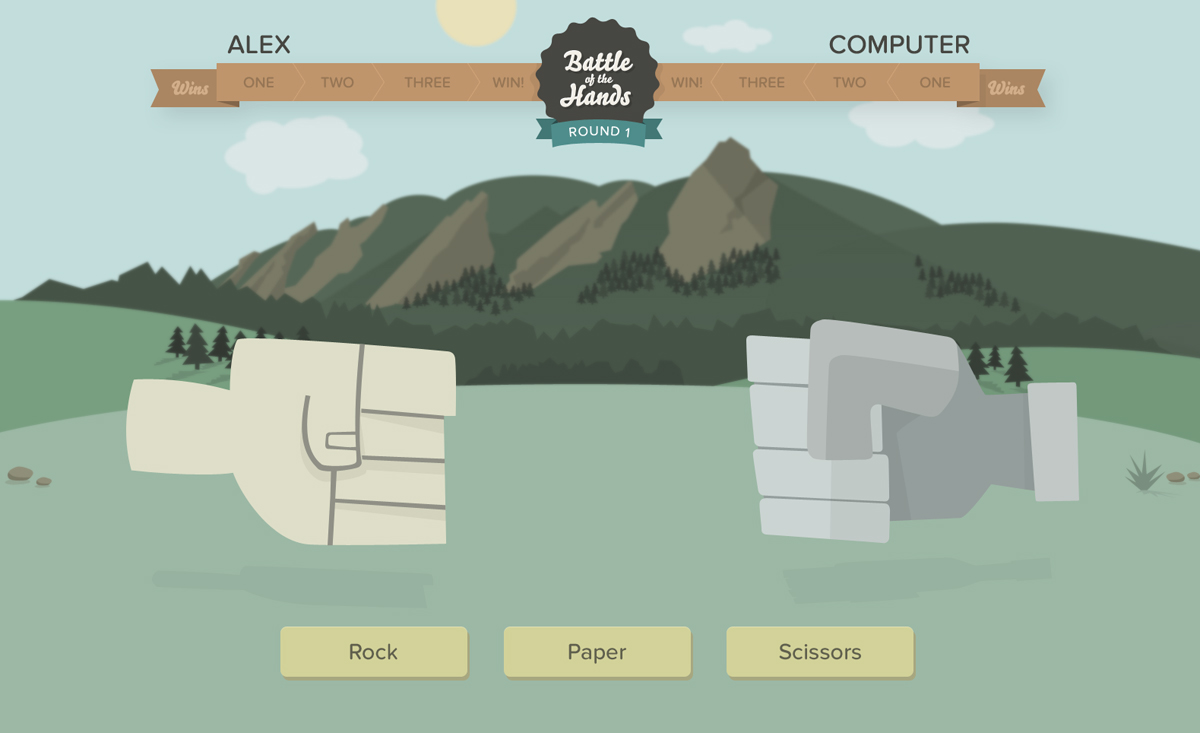 ALEX
COMPUTER
Wins ONE TWO THREE WIN!
Battle
of the
Hands
WIN! THREE TWO ONE Wins
ROUND 1
Rock
Paper
Scissors